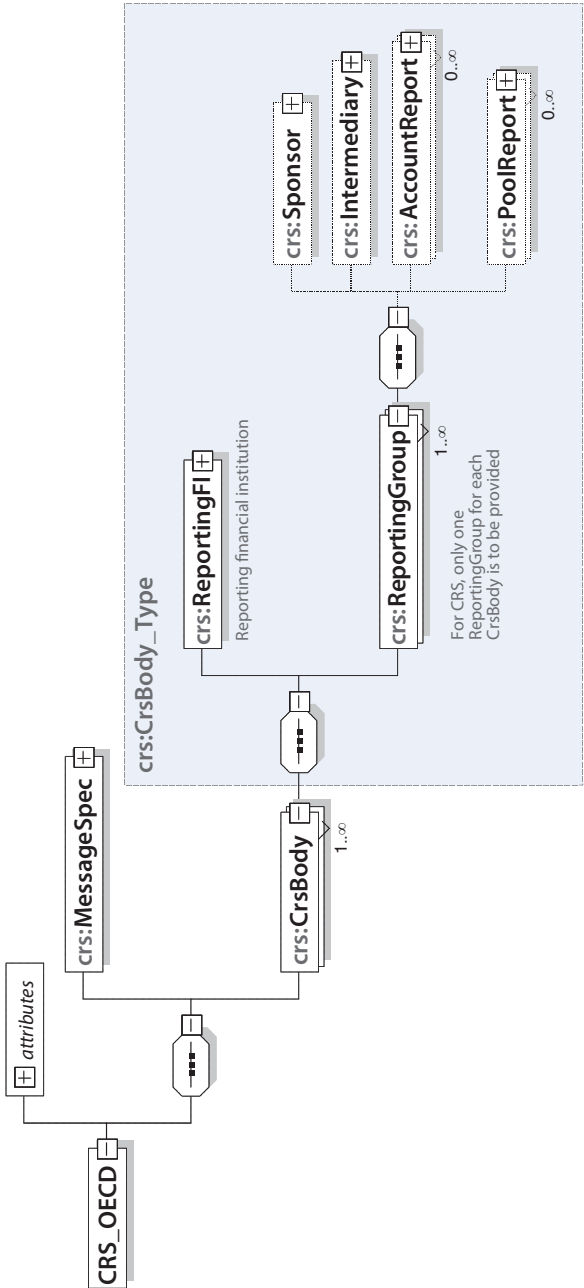 CRS_OECD
attributes
crs:MessageSpec
crs:CrsBody
1..∞
crs:CrsBody_Type
crs:ReportingFI
Reporting financial institution
crs:ReportingGroup
1..∞
For CRS, only one
ReportingGroup for each
CrsBody is to be provided
crs:Sponsor
crs:Intermediary
crs:AccountReport
0..∞
crs:PoolReport
0..∞